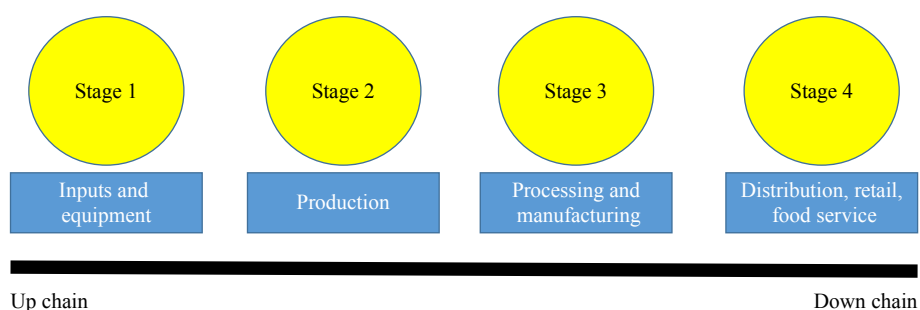 Stage 1
Stage 2
Stage 3
Stage 4
Inputs and
equipment
Production
Processing and
manufacturing
Distribution, retail,
food service
Up chain
Down chain